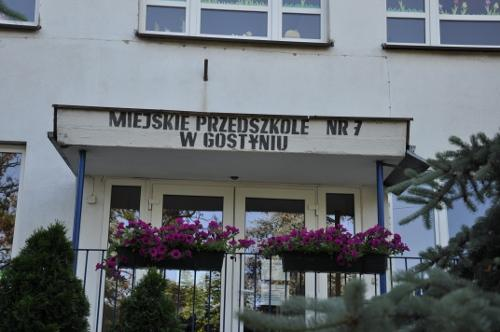 MIEJSKIE PRZEDSZKOLE NR 7
W GOSTYNIU